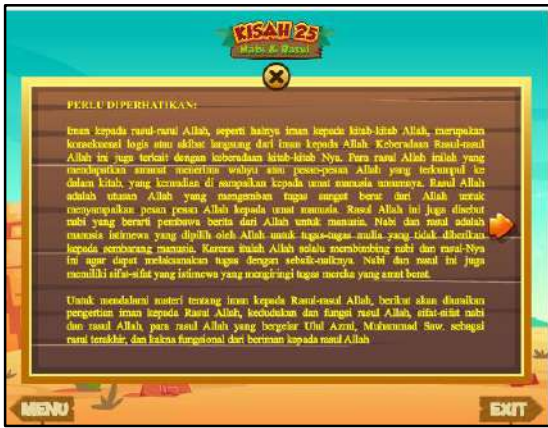 KISAH 25
Nabi & Rasul
PERLU DIPERHATIKAN:
Iman kepada rasul-rasul Allah, seperti halnya iman kepada kitab-kitab Allah, merupakan
konsekuensi logis atau akibat langsung dari iman kepada Allah. Keberadaan Rasul-rasul
Allah ini juga terkait dengan keberadaan kitab-kitab Nya. Para rasul Allah inilah yang
mendapatkan amanat menerima wahyu atau pesan-pesan Allah yang terkumpul ke
dalam kitab, yang kemudian di sampaikan kepada umat manusia umumnya. Rasul Allah
adalah utusan Allah yang mengemban tugas sangat berat dari Allah untuk
menyampaikan pesan pesan Allah kepada umat manusia. Rasul Allah ini juga disebut
nabi yang berarti pembawa berita dari Allah untuk manusia. Nabi dan rasul adalah
manusia istimewa yang dipilih oleh Allah untuk tugas-tugas mulia yang tidak diberikan
kepada sembarang manusia. Karena itulah Allah selalu membimbing nabi dan rasul-Nya
ini agar dapat melaksanakan tugas dengan sebaik-naiknya. Nabi dan rasul ini juga
memiliki sifat-sifat yang istimewa yang mengiringi tugas mereka yang amat berat.
Untuk mendalami materi tentang iman kepada Rasul-rasul Allah, berikut akan diuraikan
pengertian iman kepada Rasul Allah, kedudukan dan fungsi rasul Allah, sifat-sifat nabi
dan rasul Allah, para rasul Allah yang bergelar Ulul Azmi, Muhammad Saw. sebagai
rasul terakhir, dan fungsional dari beriman kepada rasul Allah
MENU
EXIT